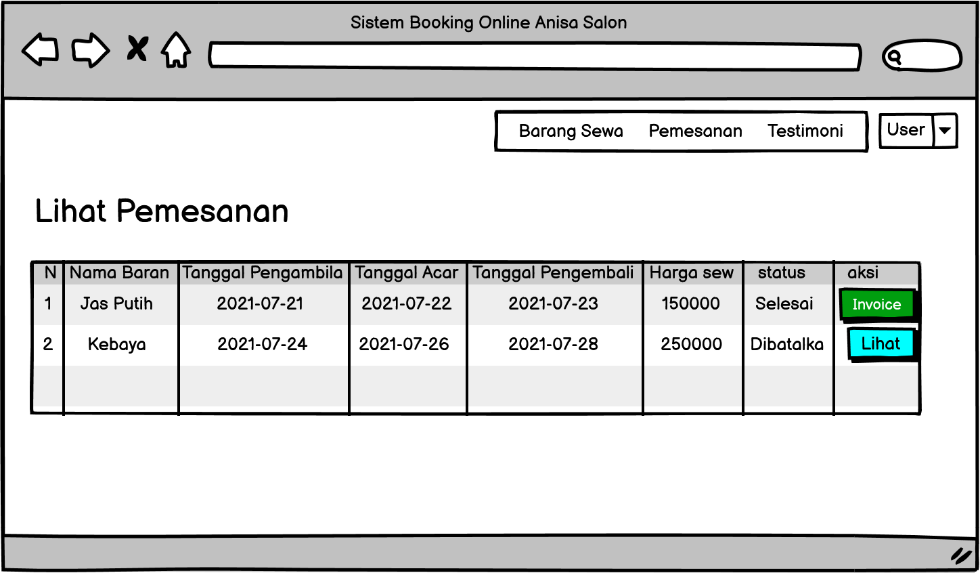 Sistem Booking Online Anisa Salon
Barang Sewa Pemesanan Testimoni User
Lihat Pemesanan
N Nama Baran Tanggal Pengambila Tanggal Acar Tanggal Pengembali Harga sew status aksi
1 Jas Putih 2021-07-21 2021-07-22 2021-07-23 150000 Selesai Invoice
2 Kebaya 2021-07-24 2021-07-26 2021-07-28 250000 Dibatalka Lihat